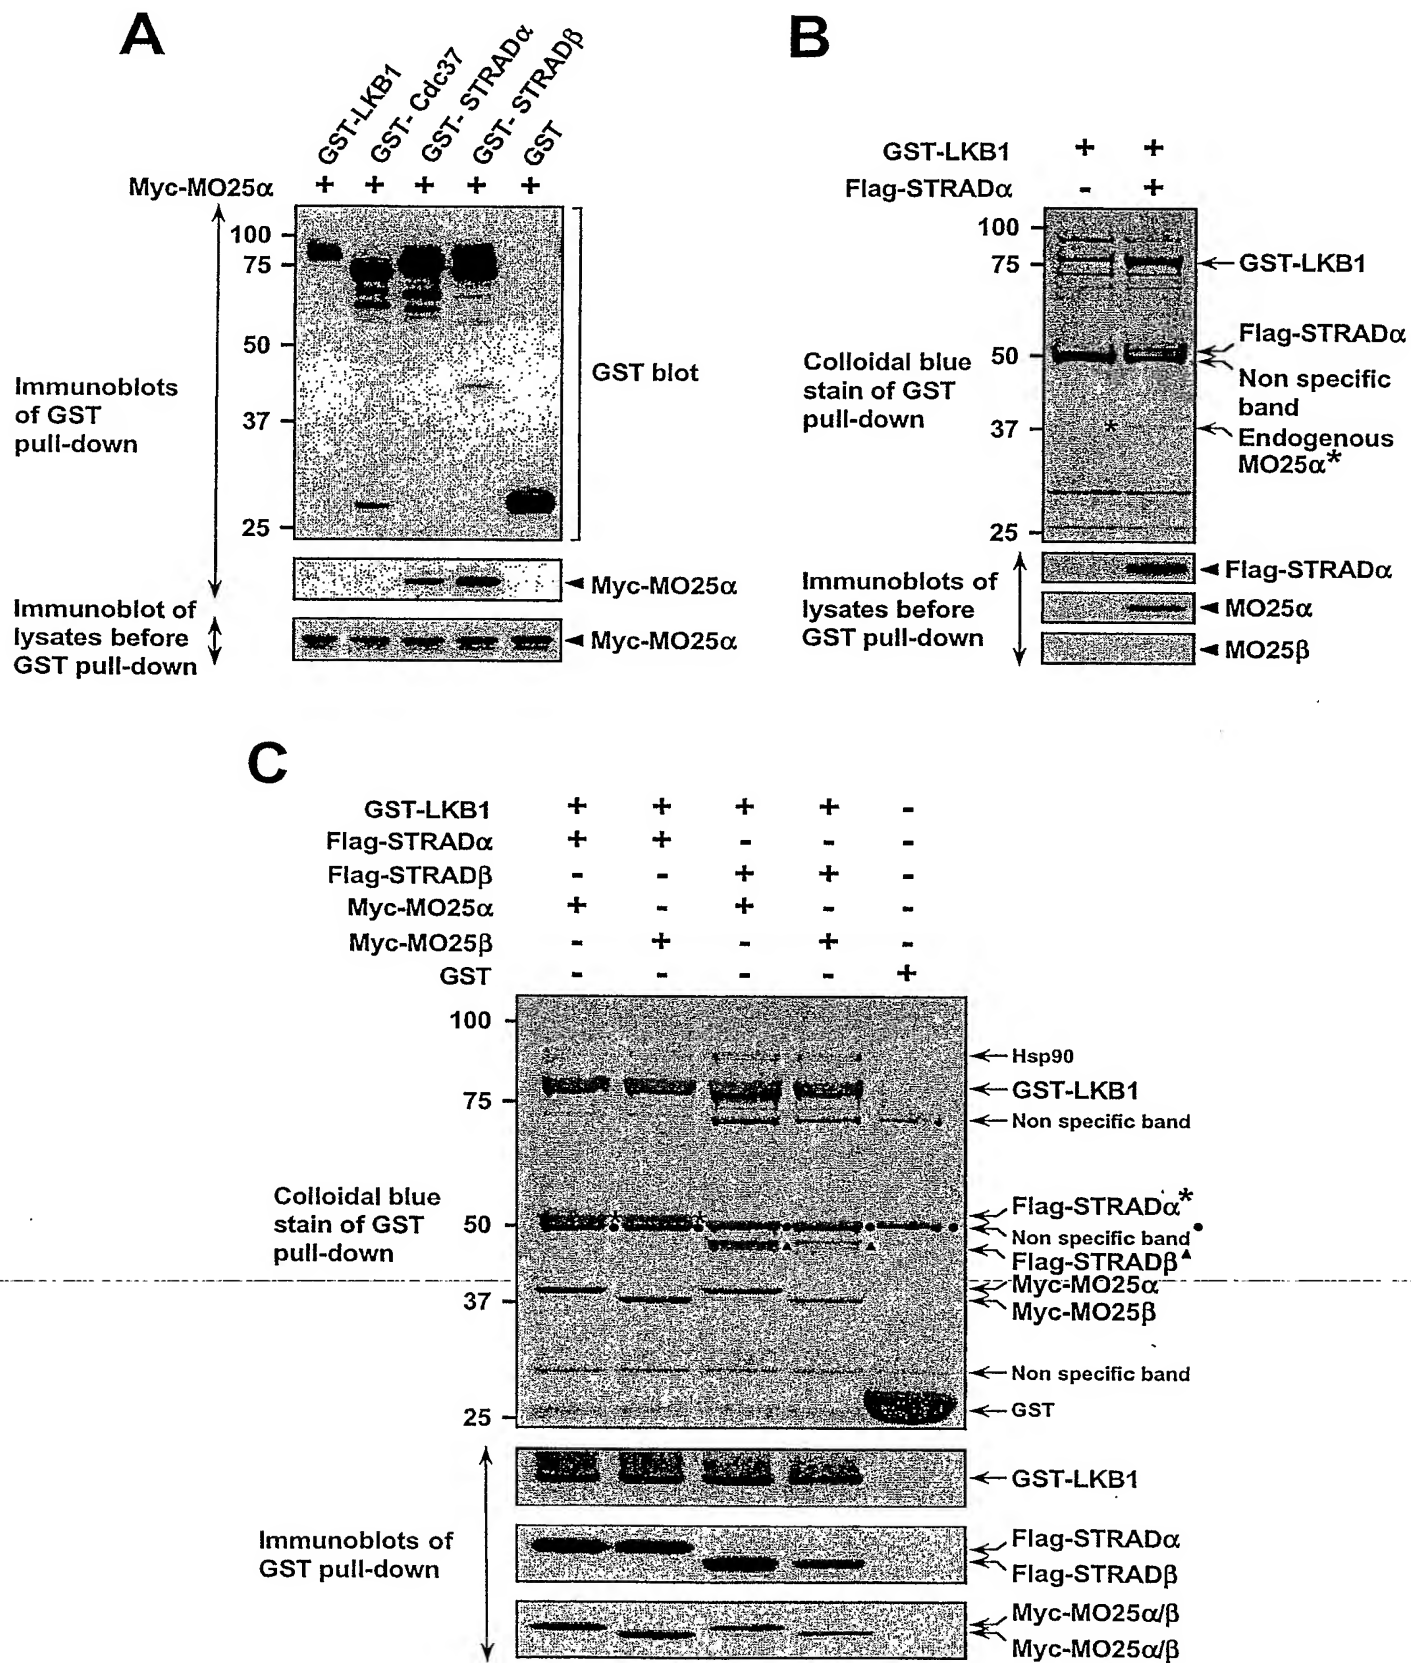 A
GST-LKB1
GST- Cdc37
GST- STRADα
GST- STRADβ
GST
Myc-MO25α + + + + +
100
75
50
37
25
GST blot
Immunoblots
of GST
pull-down
Myc-MO25α
Immunoblot of
lysates before
GST pull-down
Myc-MO25α
B
GST-LKB1 + +
Flag-STRADα - +
100
75
50
37
25
GST-LKB1
Flag-STRADα
Non specific
band
*
Endogenous
MO25α*
Colloidal blue
stain of GST
pull-down
Immunoblots of
lysates before
GST pull-down
Flag-STRADα
MO25α
MO25β
C
GST-LKB1 + + + + -
Flag-STRADα + + - - -
Flag-STRADβ - - + + -
Myc-MO25α + - + - -
Myc-MO25β - + - + -
GST - - - - +
100
75
50
37
25
Hsp90
GST-LKB1
Non specific band
Flag-STRADα*
Non specific band•
Flag-STRADβ▲
Myc-MO25α
Myc-MO25β
Non specific band
GST
Colloidal blue
stain of GST
pull-down
GST-LKB1
Immunoblots of
GST pull-down
Flag-STRADα
Flag-STRADβ
Myc-MO25α/β
Myc-MO25α/β